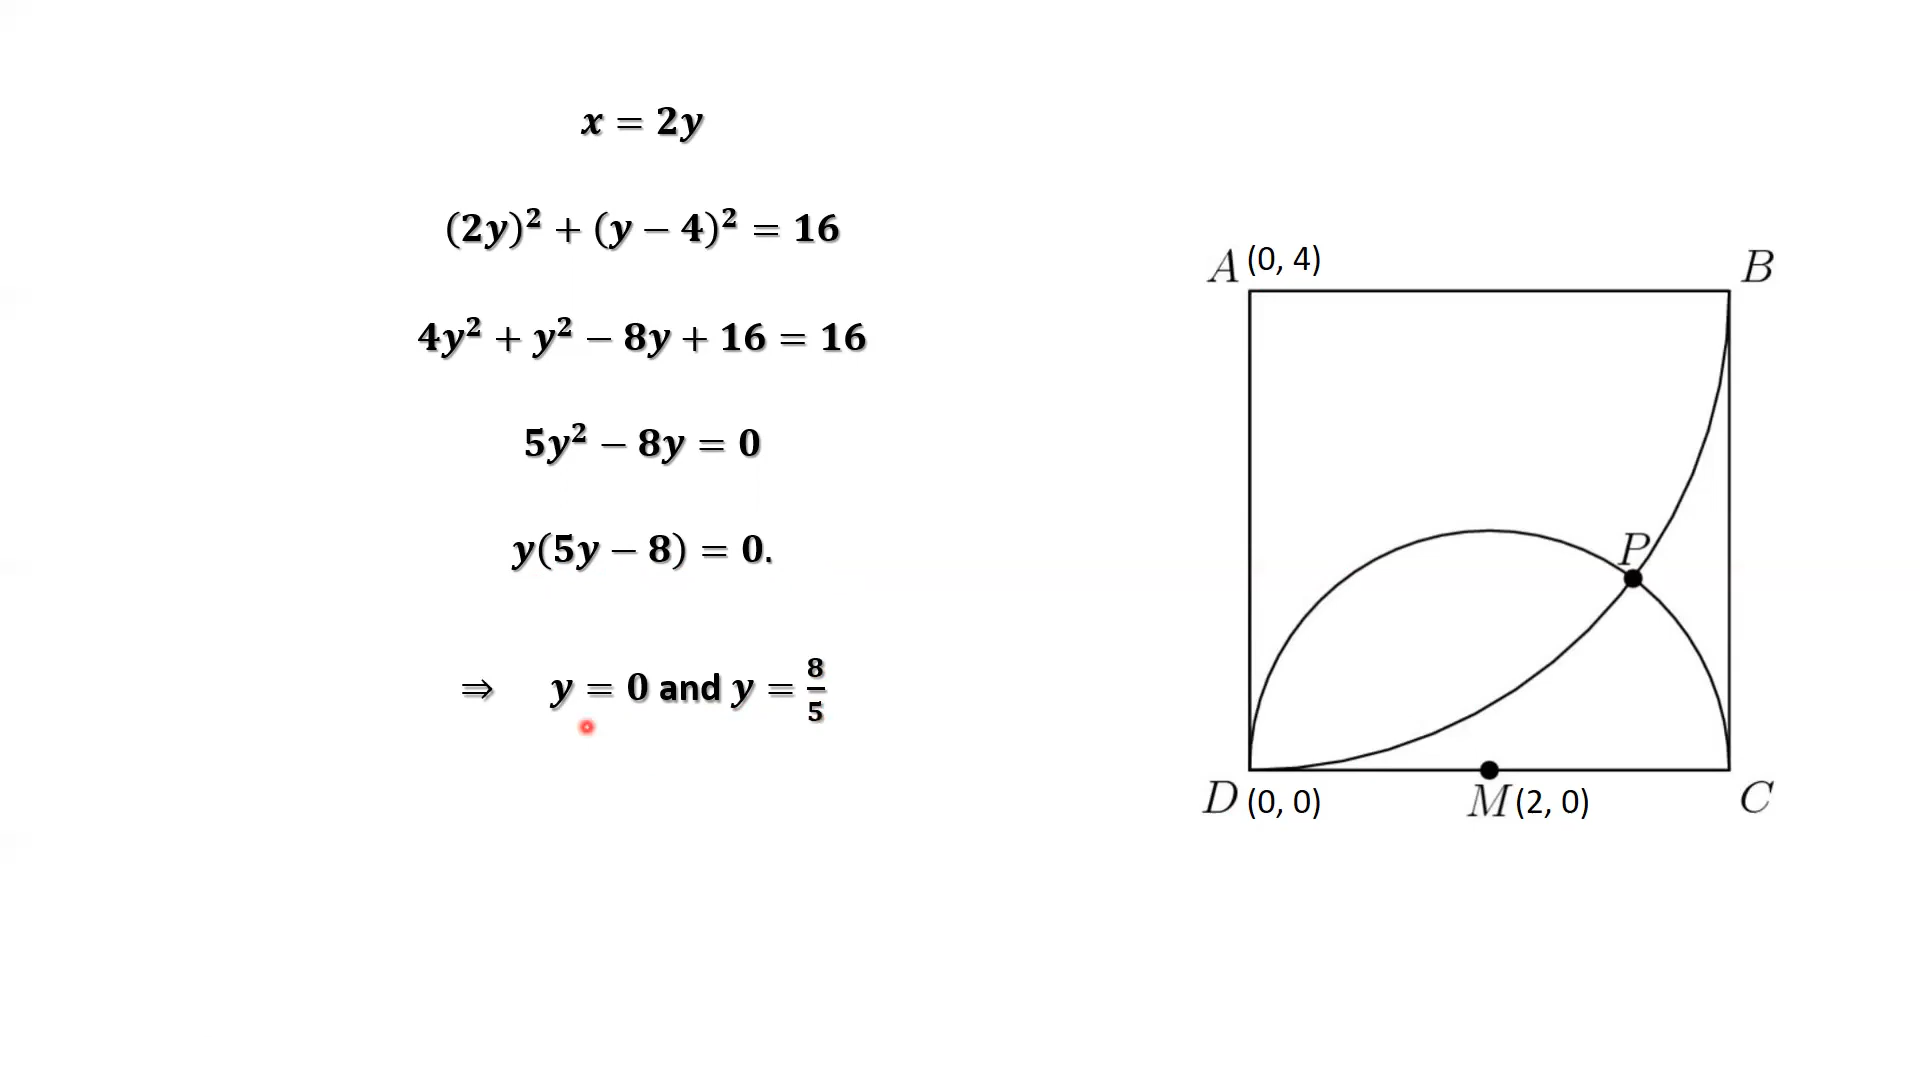 x = 2y
(2y)² + (y − 4)² = 16
4y² + y² − 8y + 16 = 16
5y² − 8y = 0
y(5y − 8) = 0.
⇒ y = 0 and y = 8/5
A (0, 4) B
P
D (0, 0) M (2, 0) C